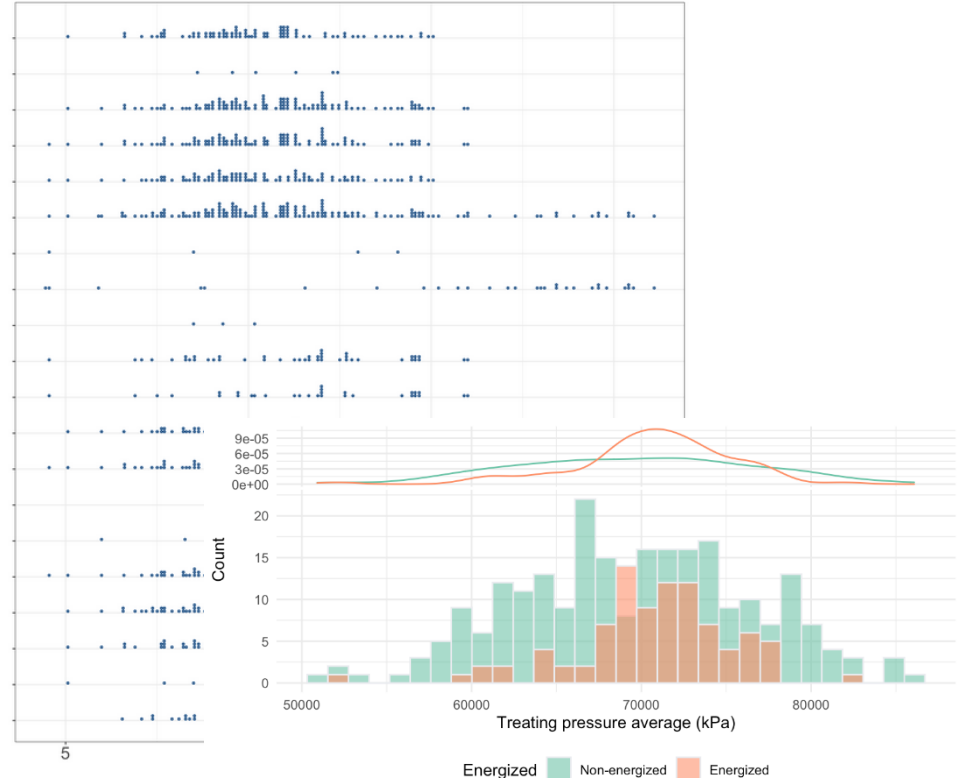 9e-05
6e-05
3e-05
0e+00
20
15
10
5
0
Count
50000 60000 70000 80000
Treating pressure average (kPa)
5
Energized Non-energized Energized